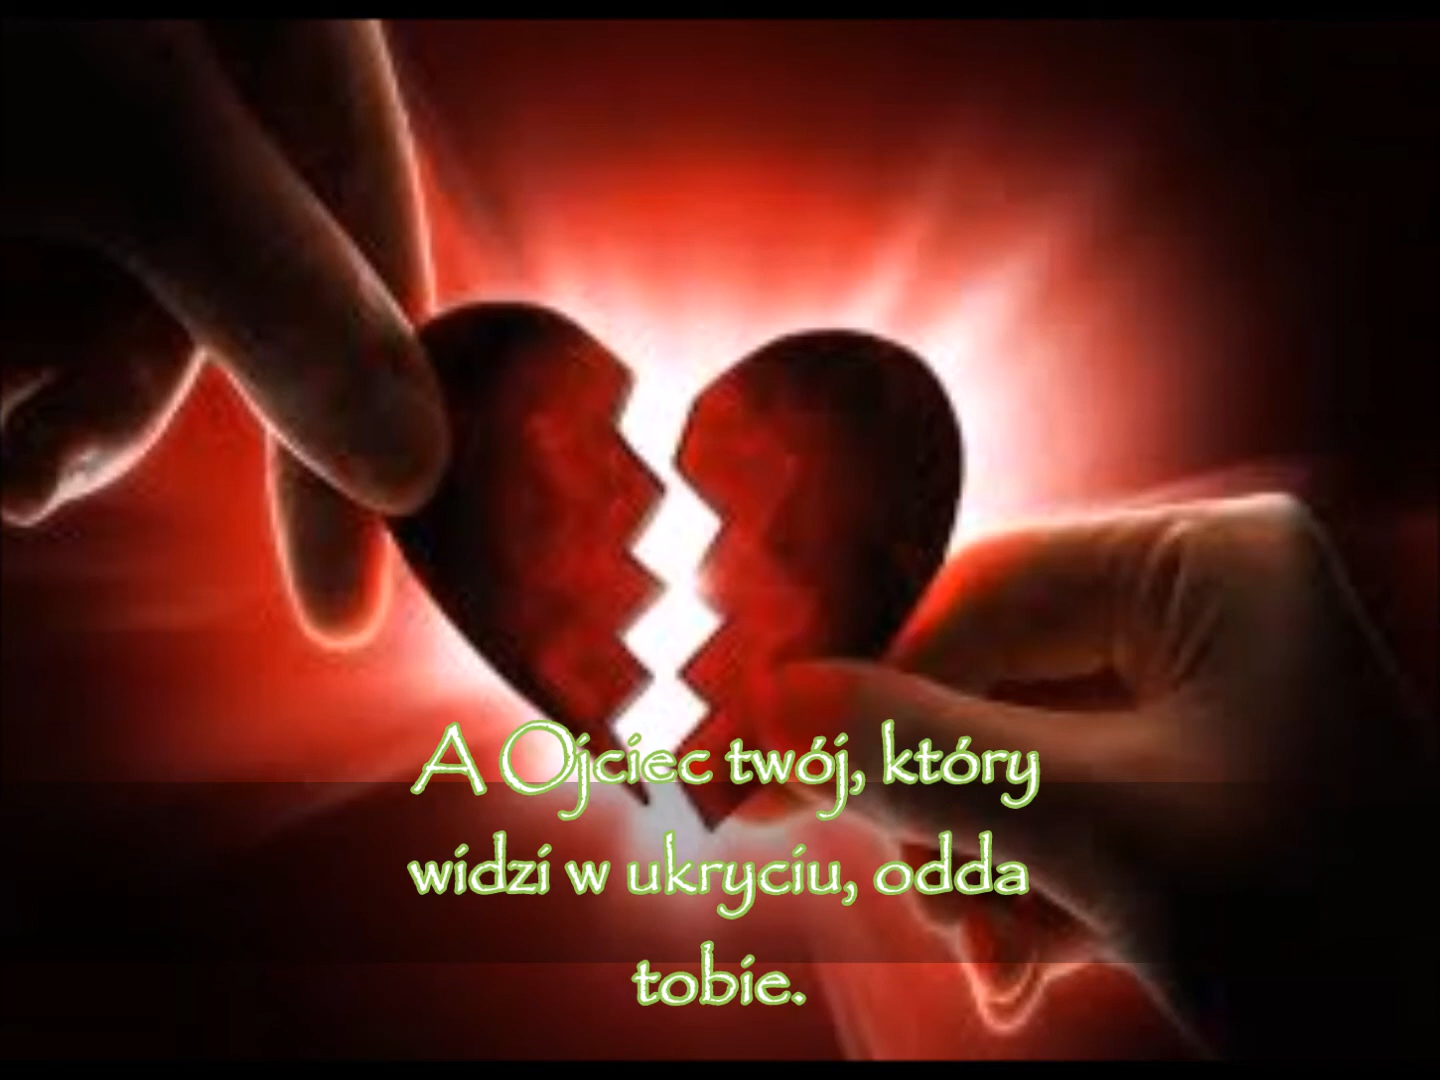 A Ojciec twój, który
widzi w ukryciu, odda
tobie.